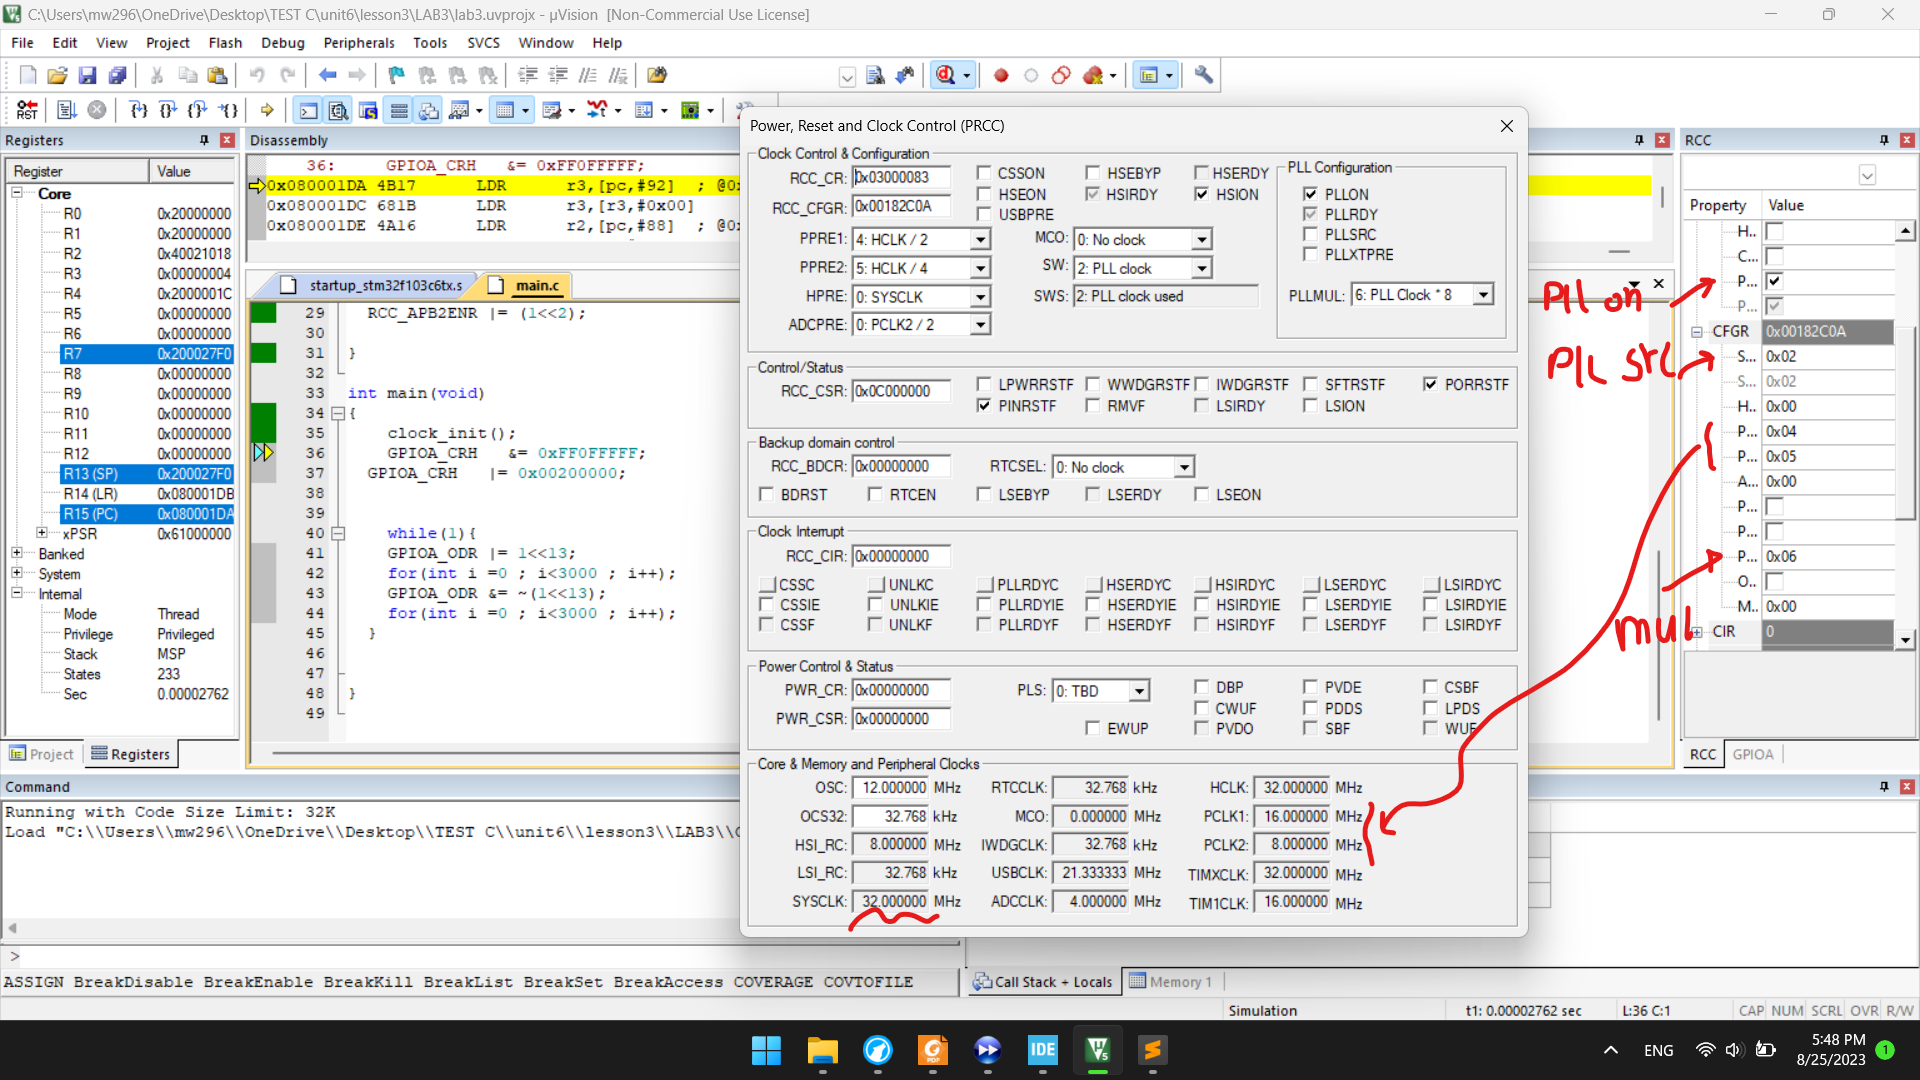 C:\Users\mw296\OneDrive\Desktop\TEST C\unit6\lesson3\LAB3\lab3.uvprojx - µVision [Non-Commercial Use License]
File Edit View Project Flash Debug Peripherals Tools SVCS Window Help
RST
Registers
Register Value
Core
R0 0x20000000
R1 0x20000000
R2 0x40021018
R3 0x00000004
R4 0x2000001C
R5 0x00000000
R6 0x00000000
R7 0x200027F0
R8 0x00000000
R9 0x00000000
R10 0x00000000
R11 0x00000000
R12 0x00000000
R13 (SP) 0x200027F0
R14 (LR) 0x080001DB
R15 (PC) 0x080001DA
xPSR 0x61000000
Banked
System
Internal
Mode Thread
Privilege Privileged
Stack MSP
States 233
Sec 0.00002762
Project Registers
Disassembly
36: GPIOA_CRH &= 0xFF0FFFFF;
0x080001DA 4B17 LDR r3,[pc,#92] ; @0x
0x080001DC 681B LDR r3,[r3,#0x00]
0x080001DE 4A16 LDR r2,[pc,#88] ; @0x
startup_stm32f103c6tx.s main.c
29 RCC_APB2ENR |= (1<<2);
30
31 }
32
33 int main(void)
34 {
35 clock_init();
36 GPIOA_CRH &= 0xFF0FFFFF;
37 GPIOA_CRH |= 0x00200000;
38
39
40 while(1){
41 GPIOA_ODR |= 1<<13;
42 for(int i =0 ; i<3000 ; i++);
43 GPIOA_ODR &= ~(1<<13);
44 for(int i =0 ; i<3000 ; i++);
45 }
46
47
48 }
49
Power, Reset and Clock Control (PRCC)
Clock Control & Configuration
RCC_CR: 0x03000083 CSSON HSEBYP HSERDY
HSEON HSIRDY HSION
RCC_CFGR: 0x00182C0A USBPRE
PPRE1: 4: HCLK / 2 MCO: 0: No clock
PPRE2: 5: HCLK / 4 SW: 2: PLL clock
HPRE: 0: SYSCLK SWS: 2: PLL clock used
ADCPRE: 0: PCLK2 / 2
PLL Configuration
PLLON
PLLRDY
PLLSRC
PLLXTPRE
PLLMUL: 6: PLL Clock * 8
Control/Status
RCC_CSR: 0x0C000000 LPWRRSTF WWDGRSTF IWDGRSTF SFTRSTF PORRSTF
PINRSTF RMVF LSIRDY LSION
Backup domain control
RCC_BDCR: 0x00000000 RTCSEL: 0: No clock
BDRST RTCEN LSEBYP LSERDY LSEON
Clock Interrupt
RCC_CIR: 0x00000000
CSSC UNLKC PLLRDYC HSERDYC HSIRDYC LSERDYC LSIRDYC
CSSIE UNLKIE PLLRDYIE HSERDYIE HSIRDYIE LSERDYIE LSIRDYIE
CSSF UNLKF PLLRDYF HSERDYF HSIRDYF LSERDYF LSIRDYF
Power Control & Status
PWR_CR: 0x00000000 PLS: 0: TBD DBP PVDE CSBF
CWUF PDDS LPDS
PWR_CSR: 0x00000000 EWUP PVDO SBF WUF
Core & Memory and Peripheral Clocks
OSC: 12.000000 MHz RTCCLK: 32.768 kHz HCLK: 32.000000 MHz
OCS32: 32.768 kHz MCO: 0.000000 MHz PCLK1: 16.000000 MHz
HSI_RC: 8.000000 MHz IWDGCLK: 32.768 kHz PCLK2: 8.000000 MHz
LSI_RC: 32.768 kHz USBCLK: 21.333333 MHz TIMXCLK: 32.000000 MHz
SYSCLK: 32.000000 MHz ADCCLK: 4.000000 MHz TIM1CLK: 16.000000 MHz
Pll on
Pll src
mul
RCC
Property Value
H..
C...
P...
P...
CFGR 0x00182C0A
S... 0x02
S... 0x02
H... 0x00
P... 0x04
P... 0x05
A... 0x00
P...
P...
P... 0x06
O..
M.. 0x00
CIR 0
RCC GPIOA
Command
Running with Code Size Limit: 32K
Load "C:\\Users\\mw296\\OneDrive\\Desktop\\TEST C\\unit6\\lesson3\\LAB3\\
>
ASSIGN BreakDisable BreakEnable BreakKill BreakList BreakSet BreakAccess COVERAGE COVTOFILE
Call Stack + Locals Memory 1
Simulation t1: 0.00002762 sec L:36 C:1 CAP NUM SCRL OVR R/W
PDF IDE
ENG 5:48 PM 1
8/25/2023